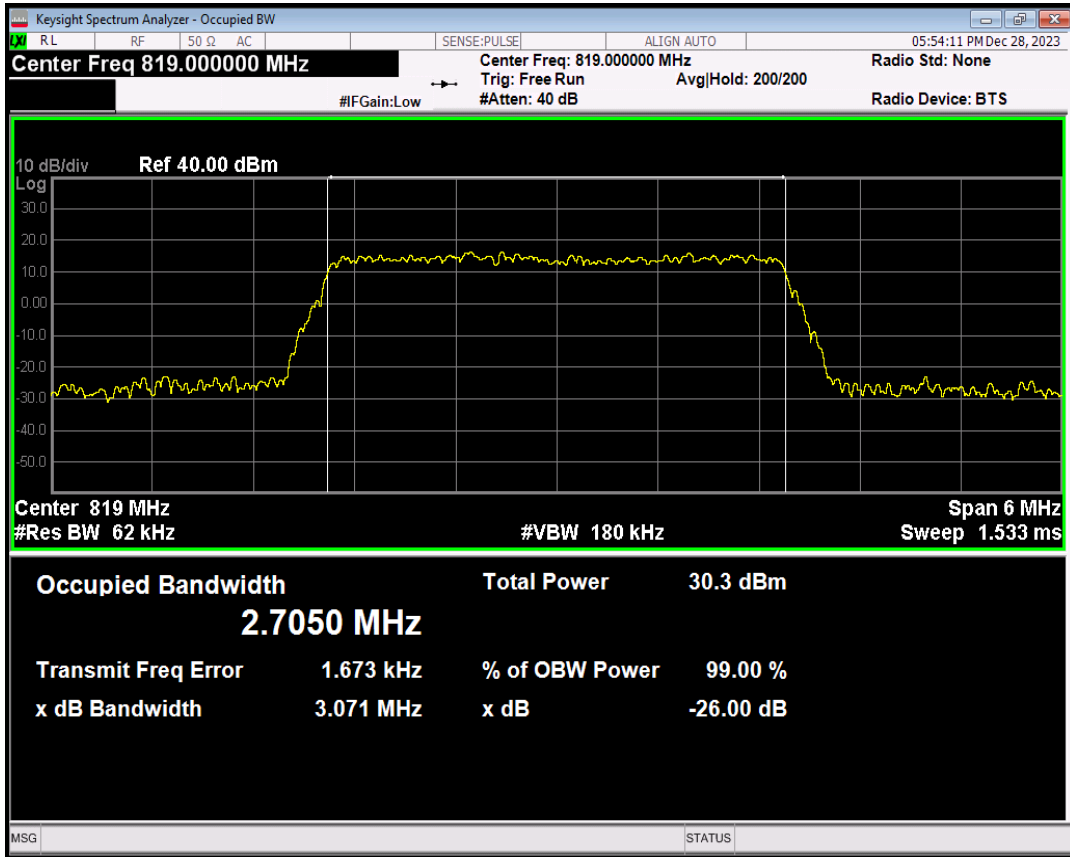 Keysight Spectrum Analyzer - Occupied BW
LXI RL RF 50 Ω AC SENSE:PULSE ALIGN AUTO 05:54:11 PM Dec 28, 2023
Center Freq 819.000000 MHz Center Freq: 819.000000 MHz Radio Std: None
Trig: Free Run Avg|Hold: 200/200
#IFGain:Low #Atten: 40 dB Radio Device: BTS
10 dB/div Ref 40.00 dBm
Log
30.0
20.0
10.0
0.00
-10.0
-20.0
-30.0
-40.0
-50.0
Center 819 MHz Span 6 MHz
#Res BW 62 kHz #VBW 180 kHz Sweep 1.533 ms
Occupied Bandwidth Total Power 30.3 dBm
2.7050 MHz
Transmit Freq Error 1.673 kHz % of OBW Power 99.00 %
x dB Bandwidth 3.071 MHz x dB -26.00 dB
MSG STATUS